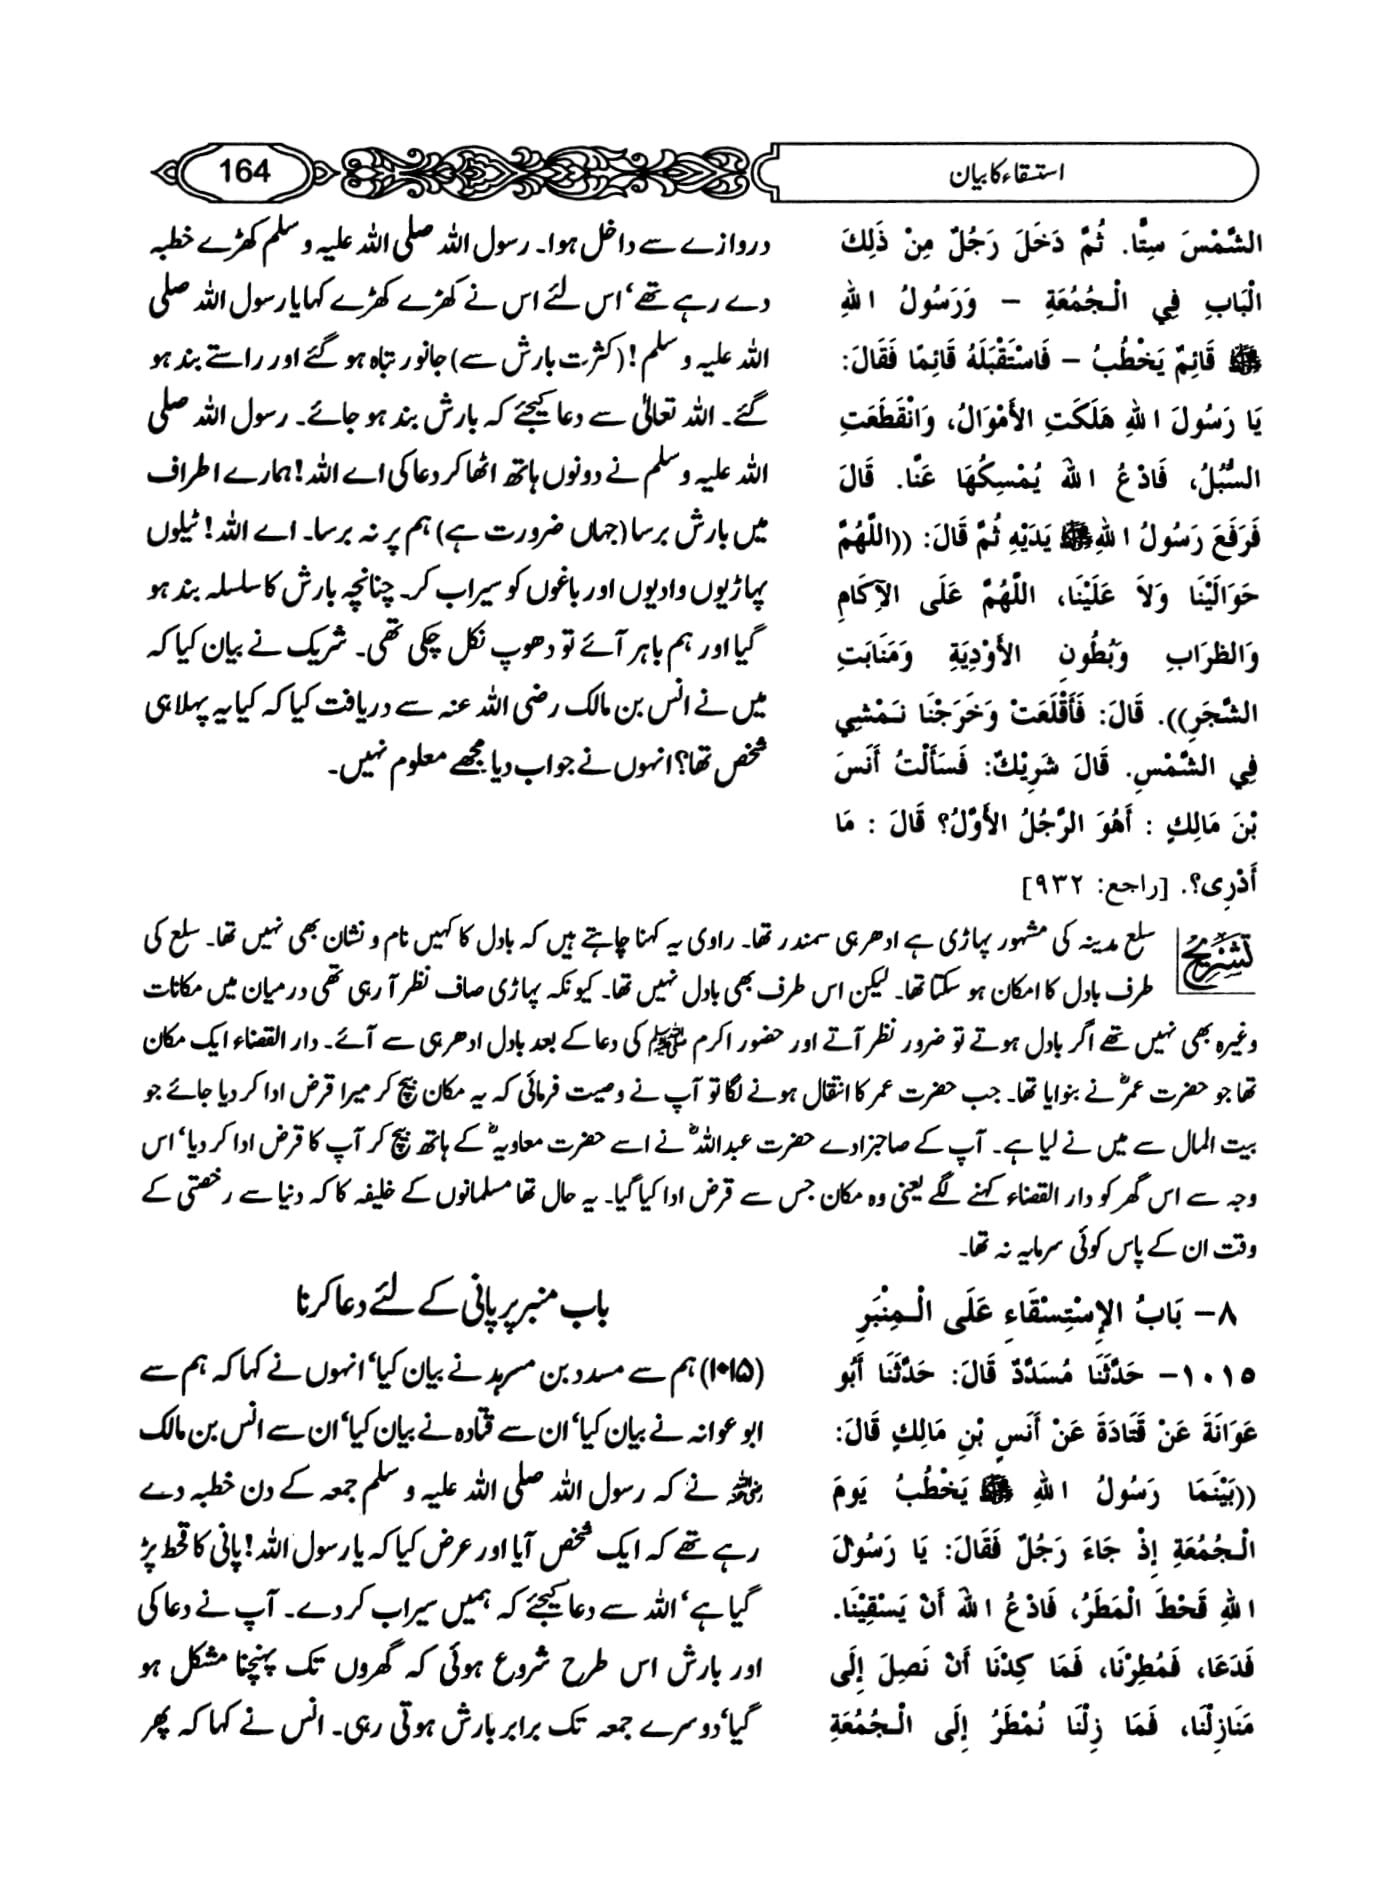 164
استسقاء کا بیان
الشَّمْسَ سِتًّا. ثُمَّ دَخَلَ رَجُلٌ مِنْ ذَلِكَ
الْبَابِ فِي الْجُمُعَةِ – وَرَسُولُ اللهِ
ﷺ قَائِمٌ يَخْطُبُ – فَاسْتَقْبَلَهُ قَائِمًا فَقَالَ:
يَا رَسُولَ اللهِ هَلَكَتِ الأَمْوَالُ، وَانْقَطَعَتِ
السُّبُلُ، فَادْعُ اللهَ يُمْسِكُهَا عَنَّا. قَالَ
فَرَفَعَ رَسُولُ اللهِ ﷺ يَدَيْهِ ثُمَّ قَالَ: ((اللَّهُمَّ
حَوَالَيْنَا وَلاَ عَلَيْنَا، اللَّهُمَّ عَلَى الآكَامِ
وَالظِّرَابِ وَبُطُونِ الأَوْدِيَةِ وَمَنَابَتِ
الشَّجَرِ)). قَالَ: فَأَقْلَعَتْ وَخَرَجْنَا نَمْشِي
فِي الشَّمْسِ. قَالَ شَرِيْكٌ: فَسَأَلْتُ أَنَسَ
بْنَ مَالِكٍ : أَهُوَ الرَّجُلُ الأَوَّلُ؟ قَالَ : مَا
أَدْرِي؟. [راجع: ٩٣٢]
دروازے سے داخل ہوا۔ رسول اللہ صلی اللہ علیہ و سلم کھڑے خطبہ
دے رہے تھے‘ اس لئے اس نے کھڑے کھڑے کہا یا رسول اللہ صلی
اللہ علیہ و سلم! (کثرت بارش سے) جانور تباہ ہو گئے اور راستے بند ہو
گئے۔ اللہ تعالیٰ سے دعا کیجئے کہ بارش بند ہو جائے۔ رسول اللہ صلی
اللہ علیہ و سلم نے دونوں ہاتھ اٹھا کر دعا کی اے اللہ! ہمارے اطراف
میں بارش برسا (جہاں ضرورت ہے) ہم پر نہ برسا۔ اے اللہ! ٹیلوں
پہاڑیوں وادیوں اور باغوں کو سیراب کر۔ چنانچہ بارش کا سلسلہ بند ہو
گیا اور ہم باہر آئے تو دھوپ نکل چکی تھی۔ شریک نے بیان کیا کہ
میں نے انس بن مالک رضی اللہ عنہ سے دریافت کیا کہ کیا یہ پہلا ہی
شخص تھا؟ انہوں نے جواب دیا مجھے معلوم نہیں۔
تشریح
سلع مدینہ کی مشہور پہاڑی ہے ادھر ہی سمندر تھا۔ راوی یہ کہنا چاہتے ہیں کہ بادل کا کہیں نام و نشان بھی نہیں تھا۔ سلع کی
طرف بادل کا امکان ہو سکتا تھا۔ لیکن اس طرف بھی بادل نہیں تھا۔ کیونکہ پہاڑی صاف نظر آ رہی تھی درمیان میں مکانات
وغیرہ بھی نہیں تھے اگر بادل ہوتے تو ضرور نظر آتے اور حضور اکرم ﷺ کی دعا کے بعد بادل ادھر ہی سے آئے۔ دار القضاء ایک مکان
تھا جو حضرت عمرؓ نے بنوایا تھا۔ جب حضرت عمر کا انتقال ہونے لگا تو آپ نے وصیت فرمائی کہ یہ مکان بیچ کر میرا قرض ادا کر دیا جائے جو
بیت المال سے میں نے لیا ہے۔ آپ کے صاحبزادے حضرت عبداللہؓ نے اسے حضرت معاویہؓ کے ہاتھ بیچ کر آپ کا قرض ادا کر دیا‘ اس
وجہ سے اس گھر کو دار القضاء کہنے لگے یعنی وہ مکان جس سے قرض ادا کیا گیا۔ یہ حال تھا مسلمانوں کے خلیفہ کا کہ دنیا سے رخصتی کے
وقت ان کے پاس کوئی سرمایہ نہ تھا۔
٨- بَابُ الإِسْتِسْقَاءِ عَلَى الْـمِنْبَرِ
باب منبر پر پانی کے لئے دعا کرنا
١٠١٥- حَدَّثَنَا مُسَدَّدٌ قَالَ: حَدَّثَنَا أَبُو
عَوَانَةَ عَنْ قَتَادَةَ عَنْ أَنَسِ بْنِ مَالِكٍ قَالَ:
((بَيْنَمَا رَسُولُ اللهِ ﷺ يَخْطُبُ يَومَ
الْـجُمُعَةِ إِذْ جَاءَ رَجُلٌ فَقَالَ: يَا رَسُولَ
اللهِ قَحَطَ الْمَطَرُ، فَادْعُ اللهَ أَنْ يَسْقِيْنَا.
فَدَعَا، فَمُطِرْنَا، فَمَا كِدْنَا أَنْ نَصِلَ إِلَى
مَنَازِلْنَا، فَمَا زِلْنَا نُمْطَرُ إِلَى الْـجُمُعَةِ
(۱۰۱۵) ہم سے مسدد بن مسرہد نے بیان کیا‘ انہوں نے کہا کہ ہم سے
ابو عوانہ نے بیان کیا‘ ان سے قتادہ نے بیان کیا‘ ان سے انس بن مالک
رضی اللہ عنہ نے کہ رسول اللہ صلی اللہ علیہ و سلم جمعہ کے دن خطبہ دے
رہے تھے کہ ایک شخص آیا اور عرض کیا کہ یا رسول اللہ! پانی کا قحط پڑ
گیا ہے‘ اللہ سے دعا کیجئے کہ ہمیں سیراب کر دے۔ آپ نے دعا کی
اور بارش اس طرح شروع ہوئی کہ گھروں تک پہنچنا مشکل ہو
گیا‘ دوسرے جمعہ تک برابر بارش ہوتی رہی۔ انس نے کہا کہ پھر